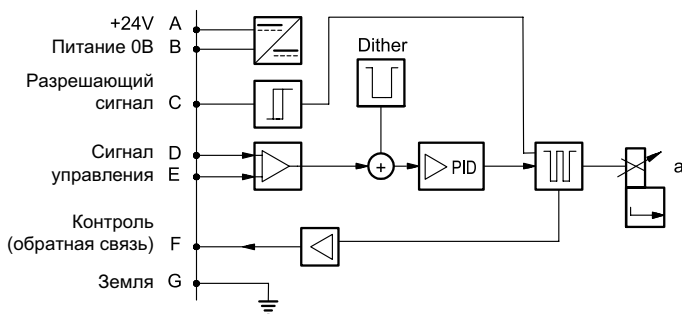 +24V A
Питание 0В B
Dither
Разрешающий
сигнал C
Сигнал D
управления E
PID
a
Контроль
(обратная связь) F
Земля G